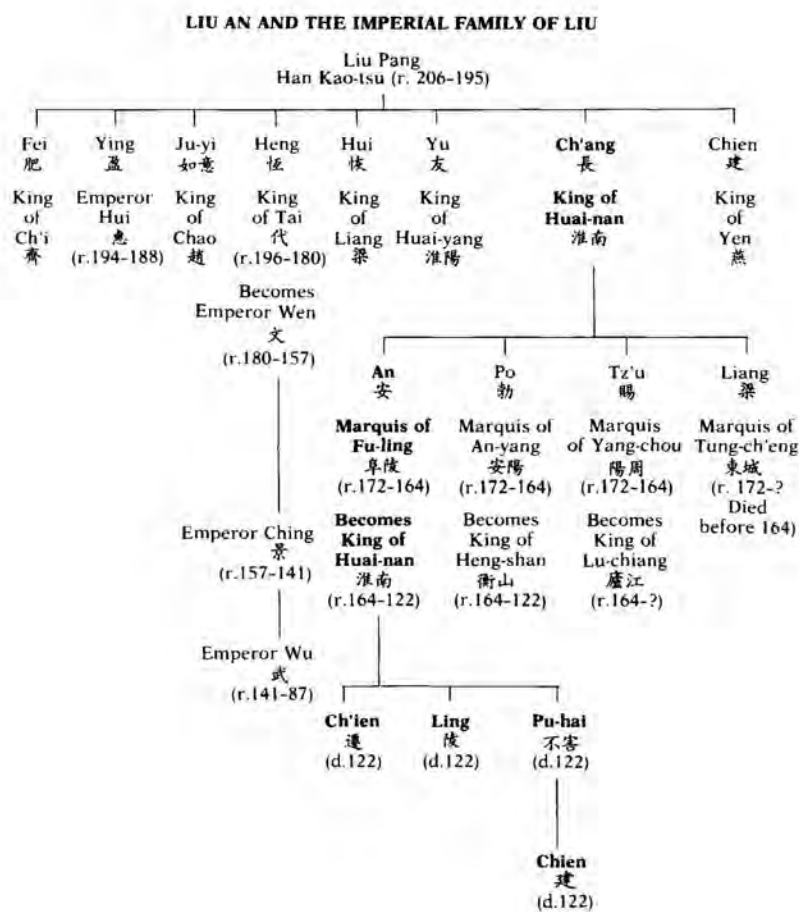 LIU AN AND THE IMPERIAL FAMILY OF LIU
Liu Pang
Han Kao-tsu (r. 206-195)
Fei
肥
King
of
Ch'i
齊
Ying
盈
Emperor
Hui
惠
(r.194-188)
Ju-yi
如意
King
of
Chao
趙
Heng
恆
King
of Tai
代
(r.196-180)
Becomes
Emperor Wen
文
(r.180-157)
Emperor Ching
景
(r.157-141)
Emperor Wu
武
(r.141-87)
Hui
恢
King
of
Liang
梁
Yu
友
King
of
Huai-yang
淮陽
Ch'ang
長
King of
Huai-nan
淮南
Chien
建
King
of
Yen
燕
An
安
Marquis of
Fu-ling
阜陵
(r.172-164)
Becomes
King of
Huai-nan
淮南
(r.164-122)
Po
勃
Marquis of
An-yang
安陽
(r.172-164)
Becomes
King of
Heng-shan
衡山
(r.164-122)
Tz'u
賜
Marquis
of Yang-chou
陽周
(r.172-164)
Becomes
King of
Lu-chiang
廬江
(r.164-?)
Liang
梁
Marquis of
Tung-ch'eng
東城
(r. 172-?
Died
before 164)
Ch'ien
遷
(d.122)
Ling
陵
(d.122)
Pu-hai
不害
(d.122)
Chien
建
(d.122)